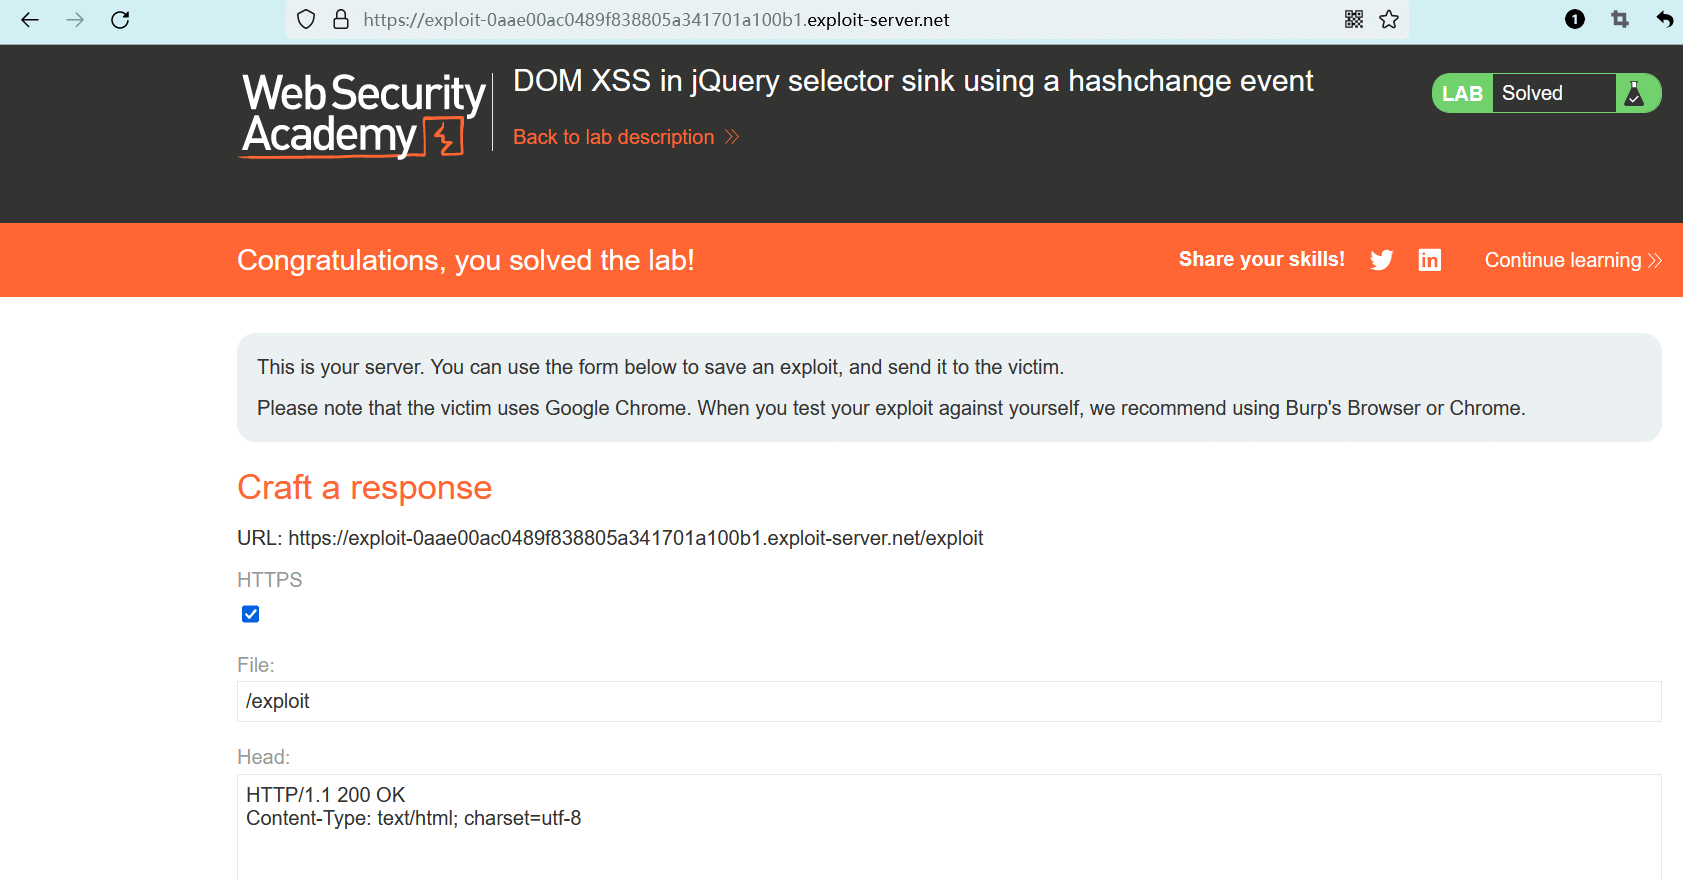 https://exploit-0aae00ac0489f838805a341701a100b1.exploit-server.net
1
Web Security
Academy
DOM XSS in jQuery selector sink using a hashchange event
Back to lab description
LAB Solved
Congratulations, you solved the lab!
Share your skills!
in
Continue learning
This is your server. You can use the form below to save an exploit, and send it to the victim.
Please note that the victim uses Google Chrome. When you test your exploit against yourself, we recommend using Burp's Browser or Chrome.
Craft a response
URL: https://exploit-0aae00ac0489f838805a341701a100b1.exploit-server.net/exploit
HTTPS
File:
/exploit
Head:
HTTP/1.1 200 OK
Content-Type: text/html; charset=utf-8